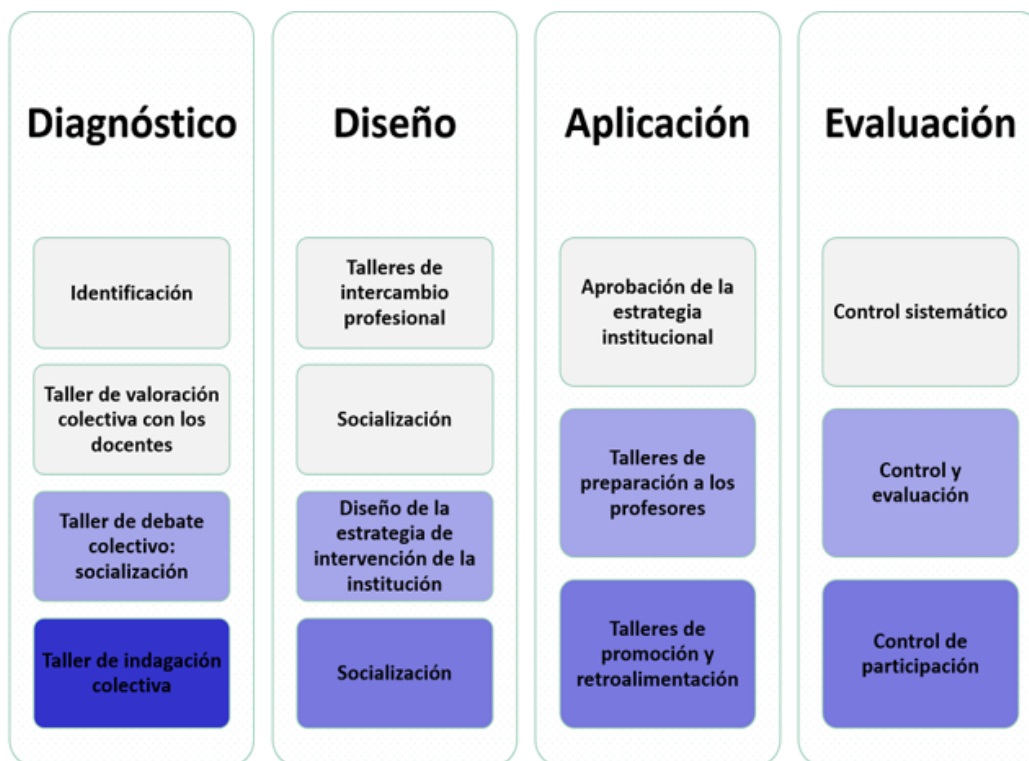 Diagnóstico
Identificación
Taller de valoración
colectiva con los
docentes
Taller de debate
colectivo:
socialización
Taller de indagación
colectiva
Diseño
Talleres de
intercambio
profesional
Socialización
Diseño de la
estrategia de
intervención de la
institución
Socialización
Aplicación
Aprobación de la
estrategia
institucional
Talleres de
preparación a los
profesores
Talleres de
promoción y
retroalimentación
Evaluación
Control sistemático
Control y
evaluación
Control de
participación